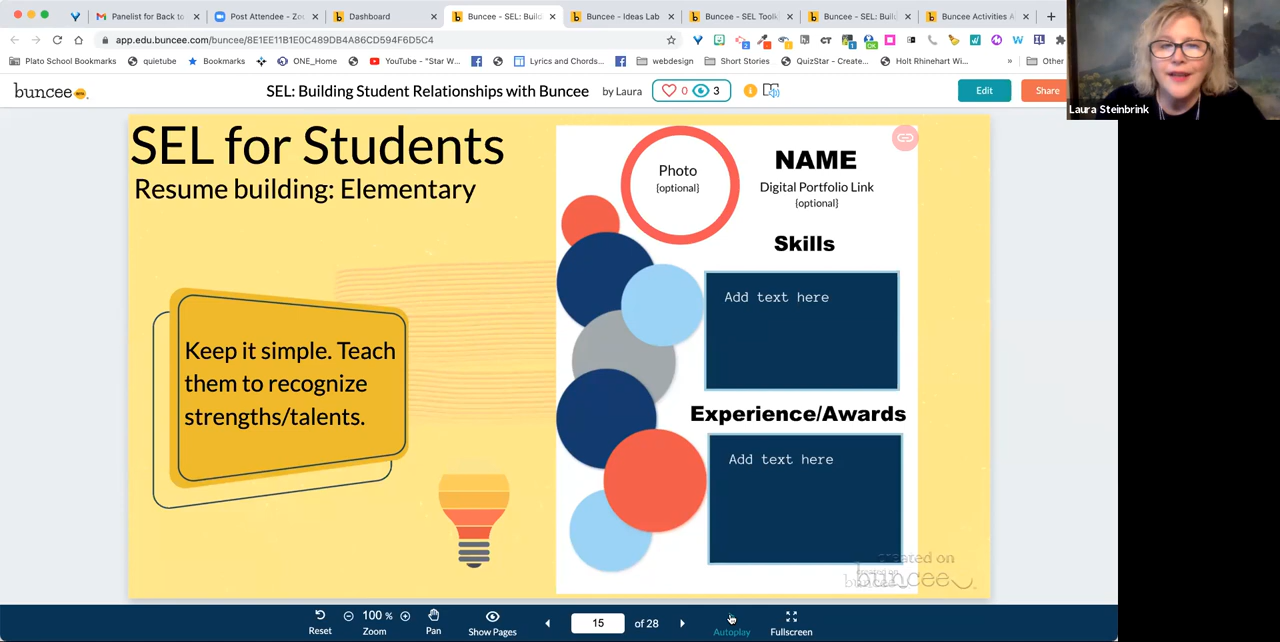 Panelist for Back to
Post Attendee - Zo
Dashboard
Buncee - SEL: Build
Buncee - Ideas Lab
Buncee - SEL Toolk
Buncee - SEL: Build
Buncee Activities A
app.edu.buncee.com/buncee/8E1EE11B1E0C489DB4A86CD594F6D5C4
Plato School Bookmarks
quietube
Bookmarks
ONE_Home
YouTube - "Star W...
Lyrics and Chords...
webdesign
Short Stories
QuizStar - Create...
Holt Rhinehart Wi...
»
Other
Laura Steinbrink
buncee
SEL: Building Student Relationships with Buncee
by Laura
0
3
Edit
Share
SEL for Students
Resume building: Elementary
Keep it simple. Teach
them to recognize
strengths/talents.
Photo
{optional}
NAME
Digital Portfolio Link
{optional}
Skills
Add text here
Experience/Awards
Add text here
created on
buncee
Reset
100 %
Zoom
Pan
Show Pages
15
of 28
Autoplay
Fullscreen